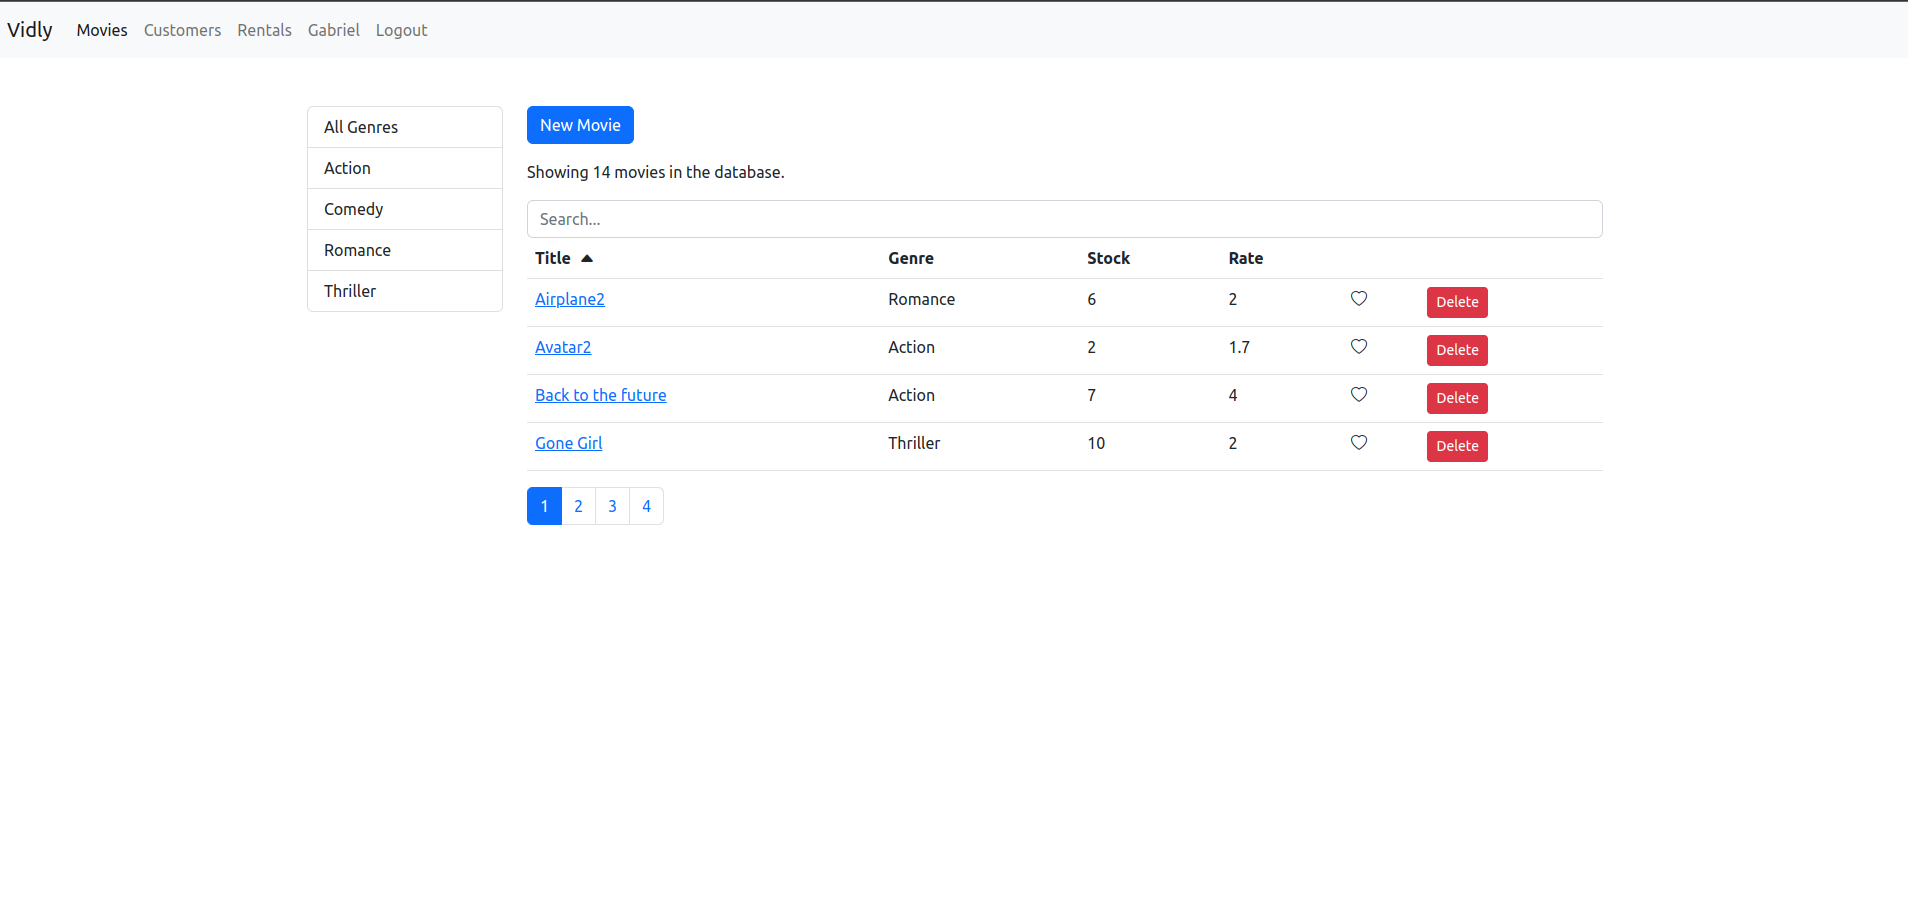 Vidly Movies Customers Rentals Gabriel Logout
All Genres
Action
Comedy
Romance
Thriller
New Movie
Showing 14 movies in the database.
Search...
Title Genre Stock Rate
Airplane2 Romance 6 2 Delete
Avatar2 Action 2 1.7 Delete
Back to the future Action 7 4 Delete
Gone Girl Thriller 10 2 Delete
1 2 3 4